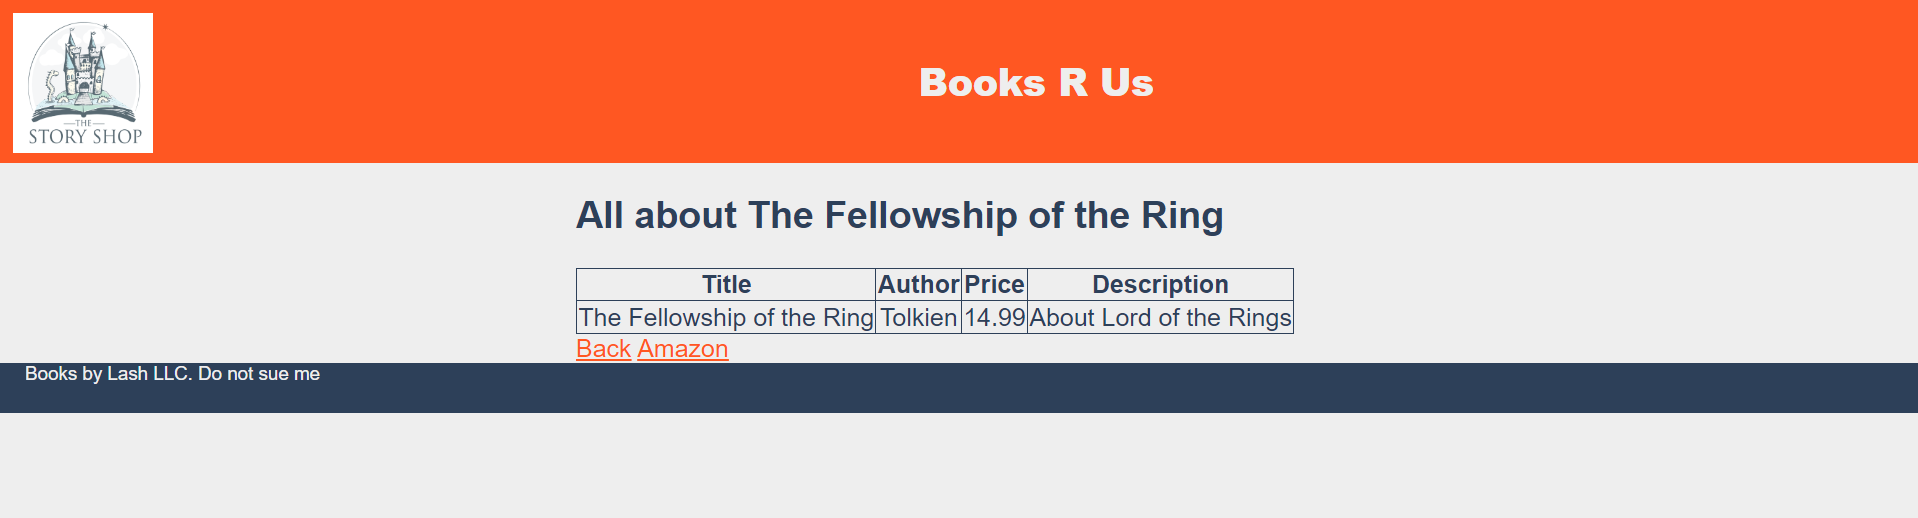 THE
STORY SHOP
Books R Us
All about The Fellowship of the Ring
Title Author Price Description
The Fellowship of the Ring Tolkien 14.99 About Lord of the Rings
Back Amazon
Books by Lash LLC. Do not sue me